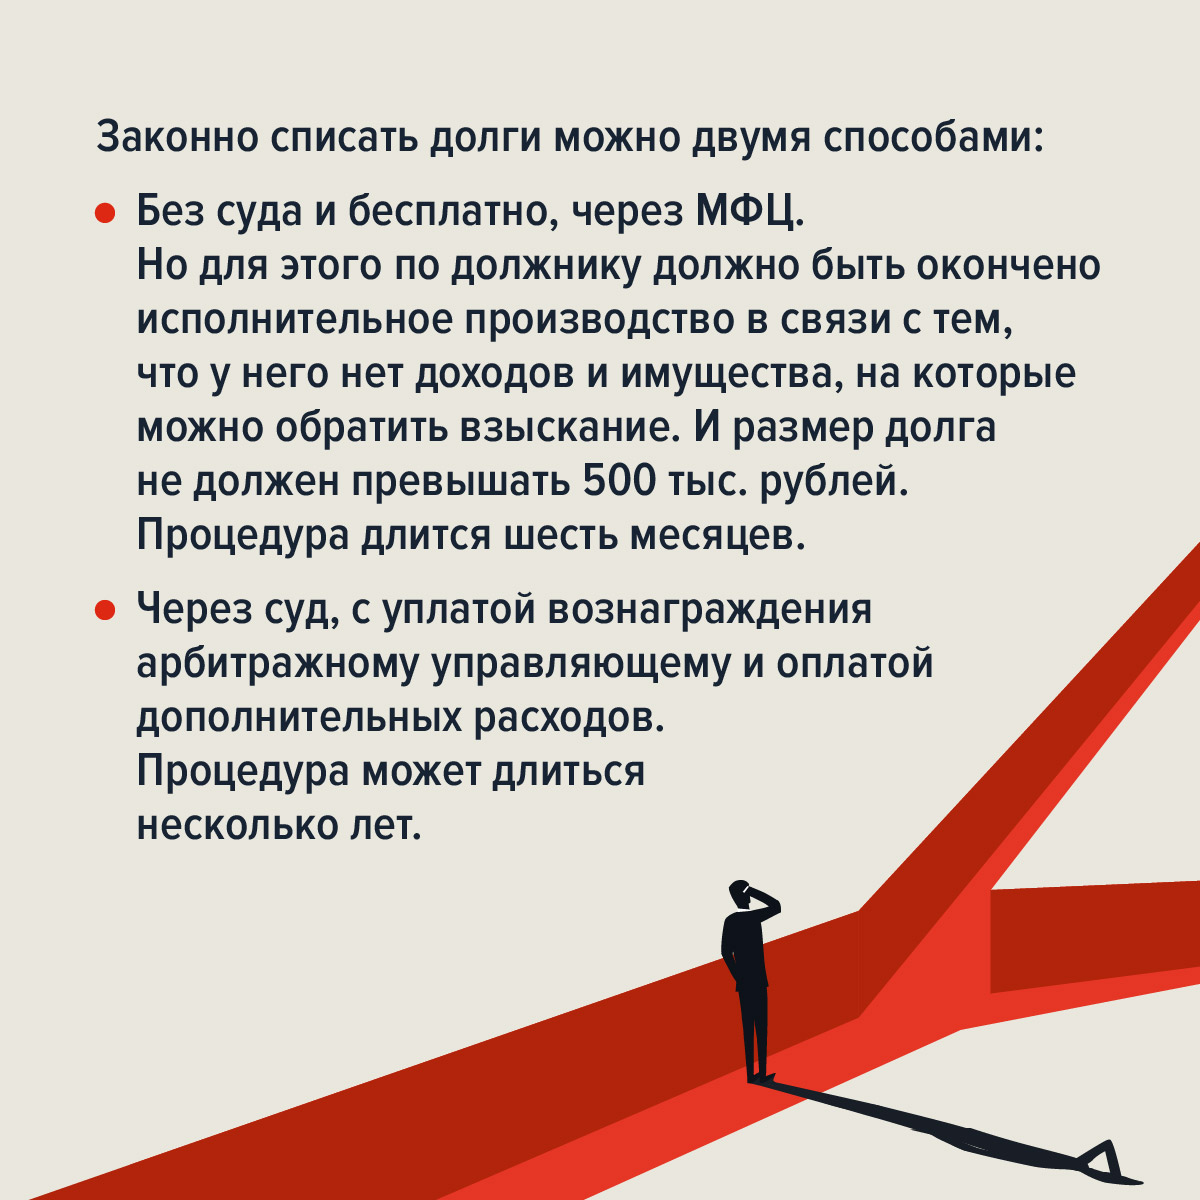 Законно списать долги можно двумя способами:
Без суда и бесплатно, через МФЦ.
Но для этого по должнику должно быть окончено
исполнительное производство в связи с тем,
что у него нет доходов и имущества, на которые
можно обратить взыскание. И размер долга
не должен превышать 500 тыс. рублей.
Процедура длится шесть месяцев.
Через суд, с уплатой вознаграждения
арбитражному управляющему и оплатой
дополнительных расходов.
Процедура может длиться
несколько лет.